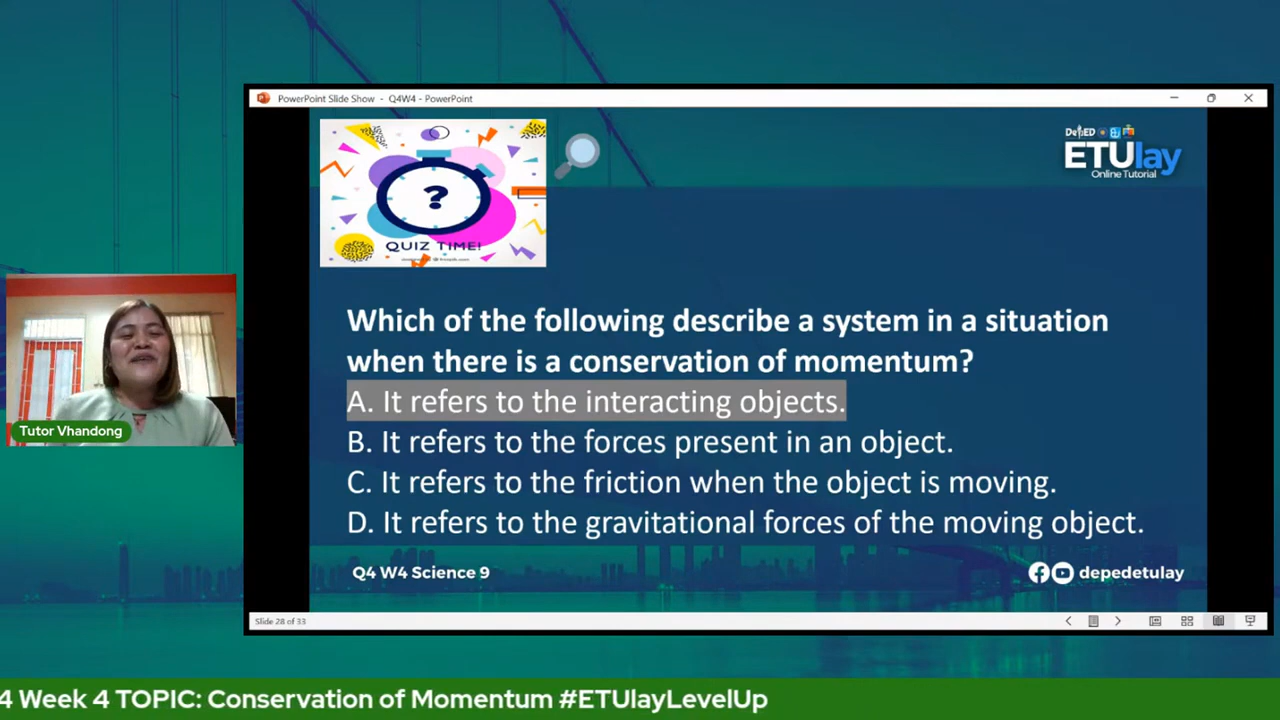 PowerPoint Slide Show - Q4W4 - PowerPoint
DepED
ETUlay
Online Tutorial
?
QUIZ TIME!
Which of the following describe a system in a situation
when there is a conservation of momentum?
A. It refers to the interacting objects.
B. It refers to the forces present in an object.
C. It refers to the friction when the object is moving.
D. It refers to the gravitational forces of the moving object.
Tutor Vhandong
Q4 W4 Science 9
depedetulay
Slide 28 of 33
4 Week 4 TOPIC: Conservation of Momentum #ETUlayLevelUp